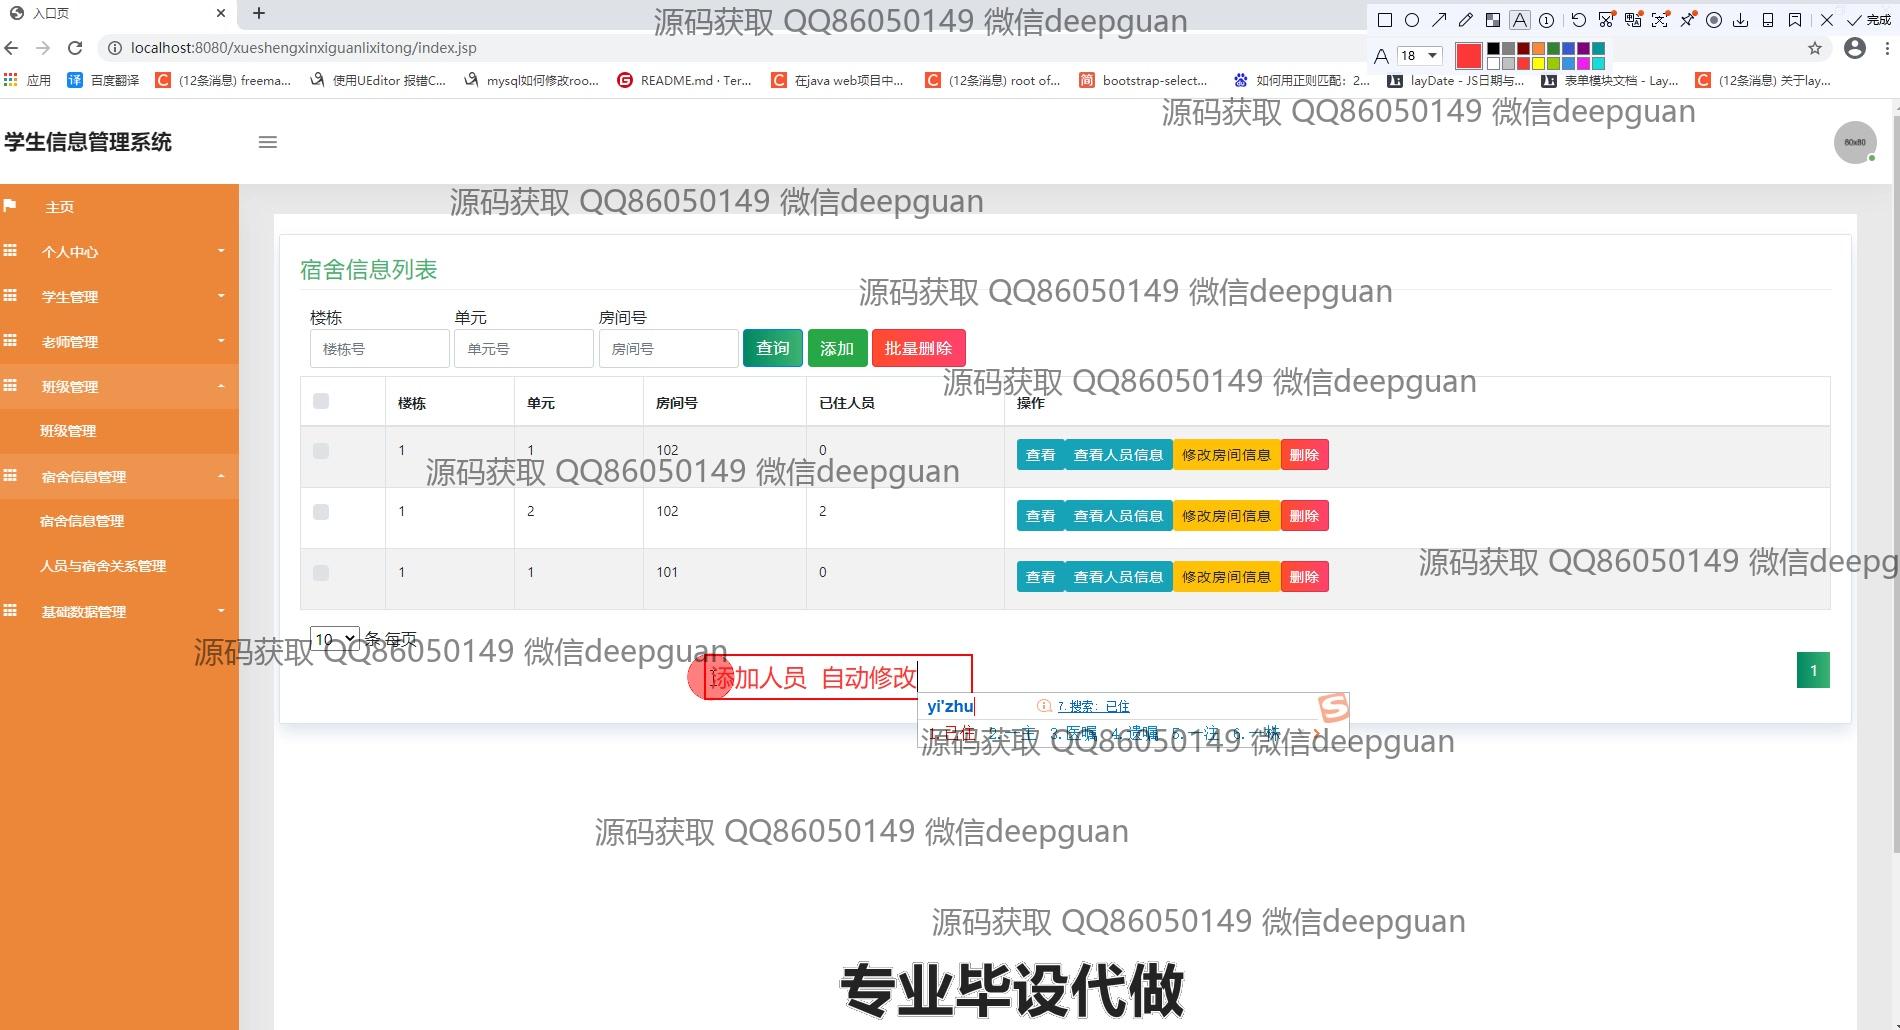 入口页
源码获取 QQ86050149 微信deepguan
完成
localhost:8080/xueshengxinxiguanlixitong/index.jsp
18
应用
百度翻译
(12条消息) freema...
使用UEditor 报错C...
mysql如何修改roo...
README.md · Ter...
在java web项目中...
(12条消息) root of...
bootstrap-select...
如何用正则匹配：2...
layDate - JS日期与...
表单模块文档 - Lay...
(12条消息) 关于lay...
源码获取 QQ86050149 微信deepguan
学生信息管理系统
80x80
源码获取 QQ86050149 微信deepguan
主页
个人中心
学生管理
老师管理
班级管理
班级管理
宿舍信息管理
宿舍信息管理
人员与宿舍关系管理
基础数据管理
宿舍信息列表
源码获取 QQ86050149 微信deepguan
楼栋 单元 房间号
楼栋号 单元号 房间号 查询 添加 批量删除
源码获取 QQ86050149 微信deepguan
楼栋 单元 房间号 已住人员 操作
1 1 102 0 查看 查看人员信息 修改房间信息 删除
源码获取 QQ86050149 微信deepguan
1 2 102 2 查看 查看人员信息 修改房间信息 删除
源码获取 QQ86050149 微信deepg
1 1 101 0 查看 查看人员信息 修改房间信息 删除
10 条 每页
源码获取 QQ86050149 微信deepguan
1
添加人员 自动修改
yi'zhu 7.搜索：已住
1.已住 2.一主 3.医嘱 4.遗嘱 5.一注 6.一株
源码获取 QQ86050149 微信deepguan
源码获取 QQ86050149 微信deepguan
源码获取 QQ86050149 微信deepguan
专业毕设代做